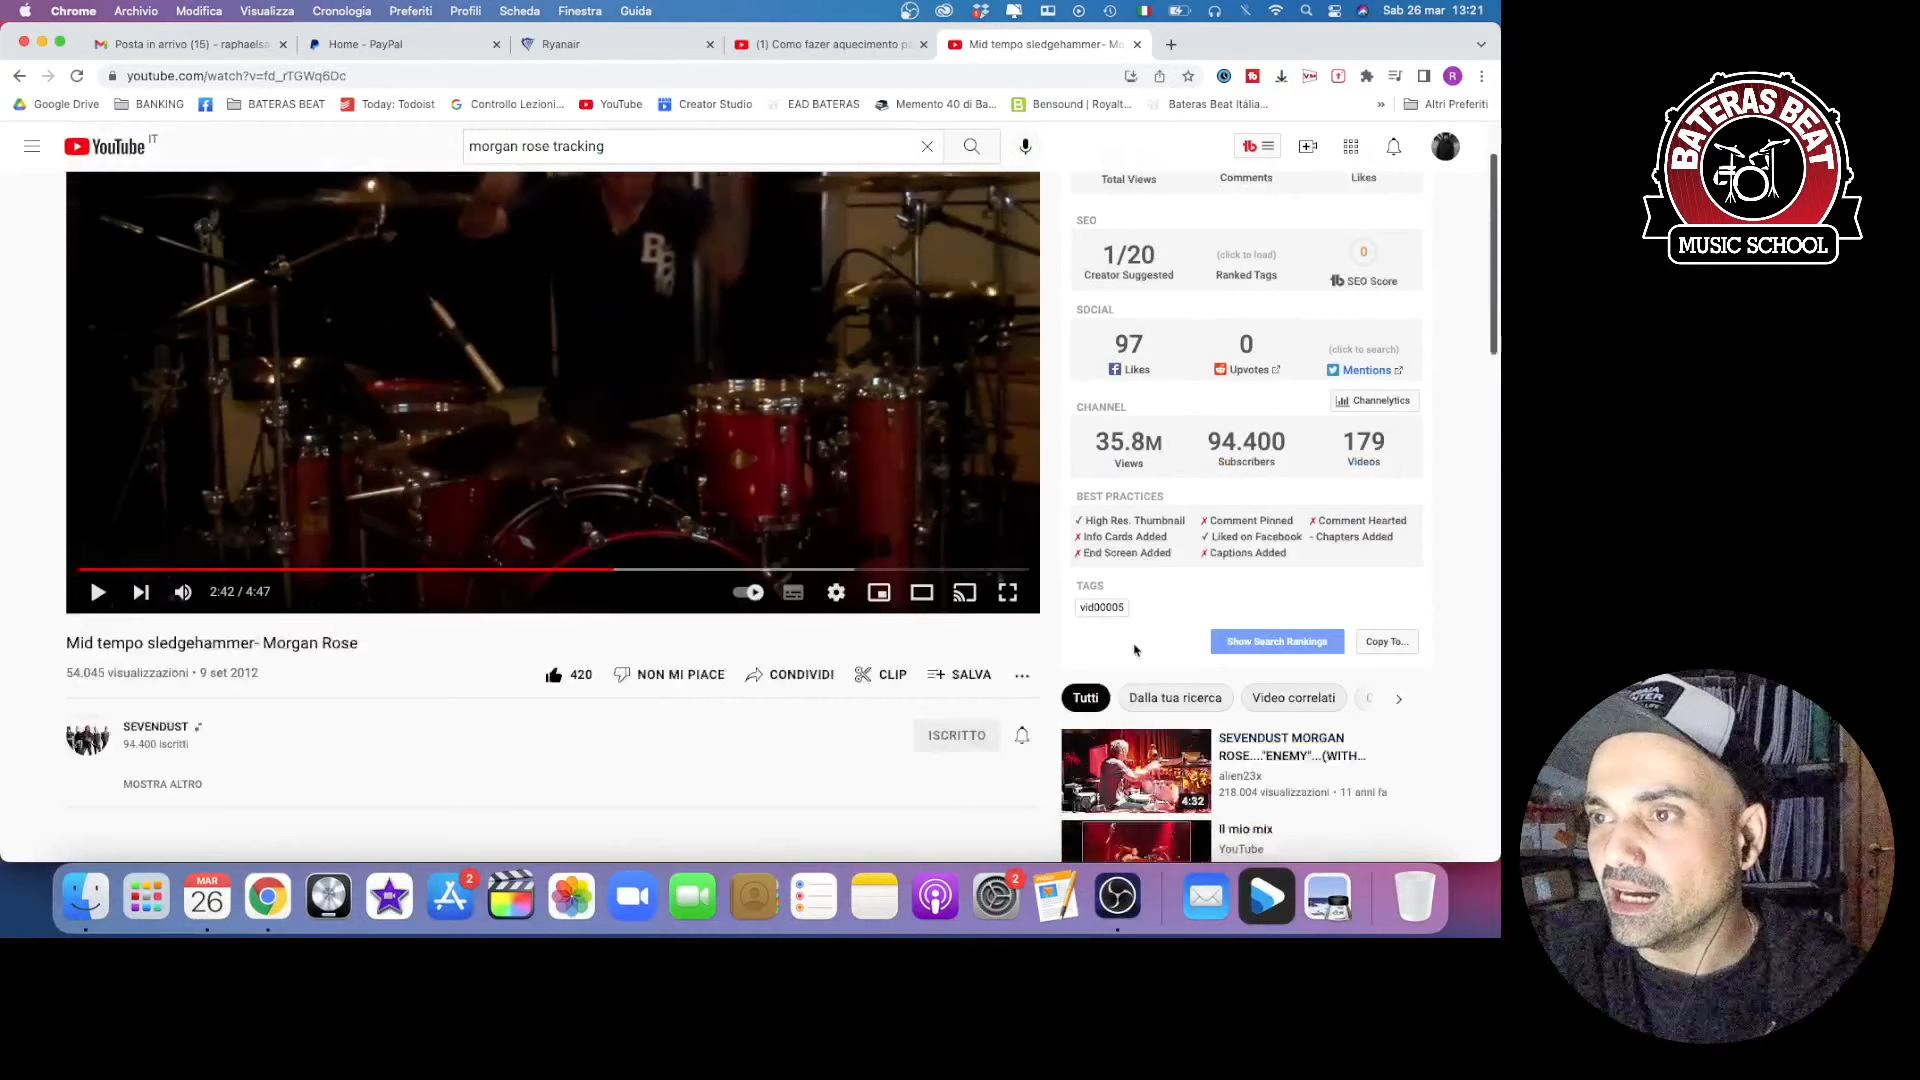 Chrome Archivio Modifica Visualizza Cronologia Preferiti Profili Scheda Finestra Guida Sab 26 mar 13:21
Posta in arrivo (15) - raphaelsa
Home - PayPal
Ryanair
(1) Como fazer aquecimento pa
Mid tempo sledgehammer- Mo
youtube.com/watch?v=fd_rTGWq6Dc
R
Google Drive BANKING BATERAS BEAT Today: Todoist Controllo Lezioni... YouTube Creator Studio EAD BATERAS Memento 40 di Ba... Bensound | Royalt... Bateras Beat Itália... » Altri Preferiti
YouTube IT
morgan rose tracking
tb
Total Views Comments Likes
SEO
1/20 (click to load) 0
Creator Suggested Ranked Tags tb SEO Score
SOCIAL
97 0 (click to search)
Likes Upvotes Mentions
CHANNEL Channelytics
35.8M 94.400 179
Views Subscribers Videos
BEST PRACTICES
✓ High Res. Thumbnail ✗ Comment Pinned ✗ Comment Hearted
✗ Info Cards Added ✓ Liked on Facebook - Chapters Added
✗ End Screen Added ✗ Captions Added
TAGS
vid00005
Show Search Rankings Copy To...
2:42 / 4:47
Mid tempo sledgehammer- Morgan Rose
54.045 visualizzazioni • 9 set 2012
420 NON MI PIACE CONDIVIDI CLIP SALVA ...
SEVENDUST
94.400 iscritti
ISCRITTO
MOSTRA ALTRO
Tutti Dalla tua ricerca Video correlati
SEVENDUST MORGAN
ROSE...."ENEMY"...(WITH...
alien23x
218.004 visualizzazioni • 11 anni fa
4:32
Il mio mix
YouTube
MAR
26
2
2
BATERAS BEAT
MUSIC SCHOOL